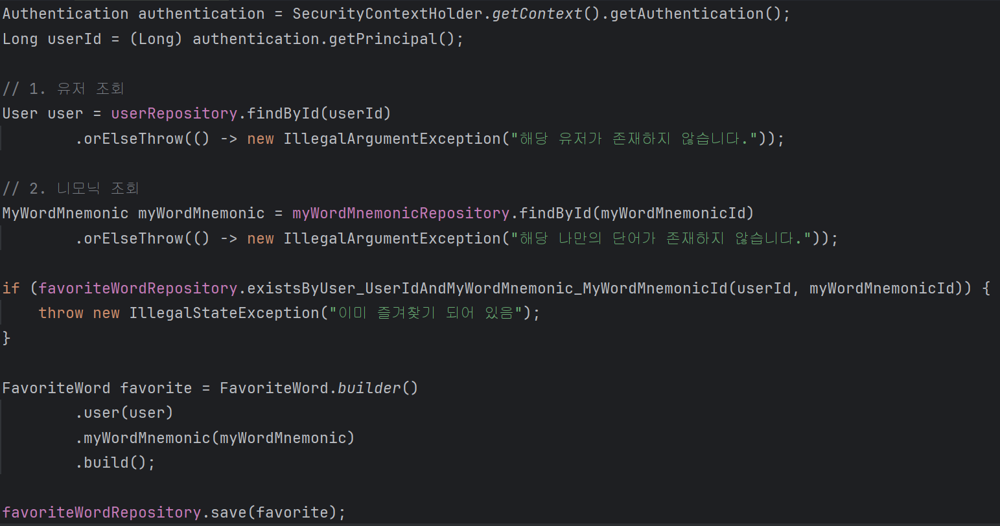 Authentication authentication = SecurityContextHolder.getContext().getAuthentication();
Long userId = (Long) authentication.getPrincipal();
// 1. 유저 조회
User user = userRepository.findById(userId)
.orElseThrow(() -> new IllegalArgumentException("해당 유저가 존재하지 않습니다."));
// 2. 니모닉 조회
MyWordMnemonic myWordMnemonic = myWordMnemonicRepository.findById(myWordMnemonicId)
.orElseThrow(() -> new IllegalArgumentException("해당 나만의 단어가 존재하지 않습니다."));
if (favoriteWordRepository.existsByUser_UserIdAndMyWordMnemonic_MyWordMnemonicId(userId, myWordMnemonicId)) {
throw new IllegalStateException("이미 즐겨찾기 되어 있음");
}
FavoriteWord favorite = FavoriteWord.builder()
.user(user)
.myWordMnemonic(myWordMnemonic)
.build();
favoriteWordRepository.save(favorite);